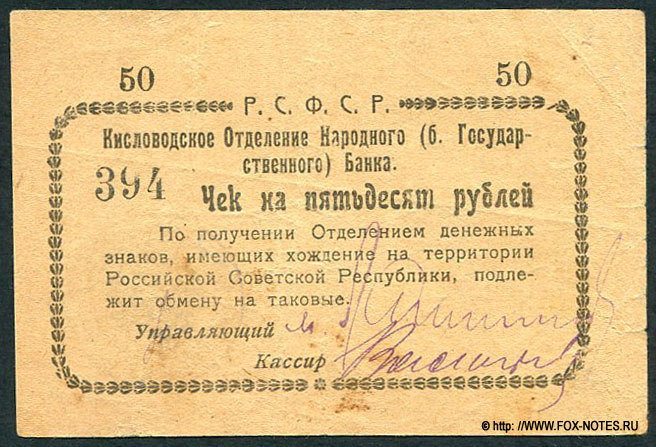 50 50
Р. С. Ф. С. Р.
Кисловодское Отделение Народного (б. Государ-
ственного) Банка.
394
Чек на пятьдесят рублей
По получении Отделением денежных
знаков, имеющих хождение на территории
Российской Советской Республики, подле-
жит обмену на таковые.
Управляющий
Кассир
© http://WWW.FOX-NOTES.RU